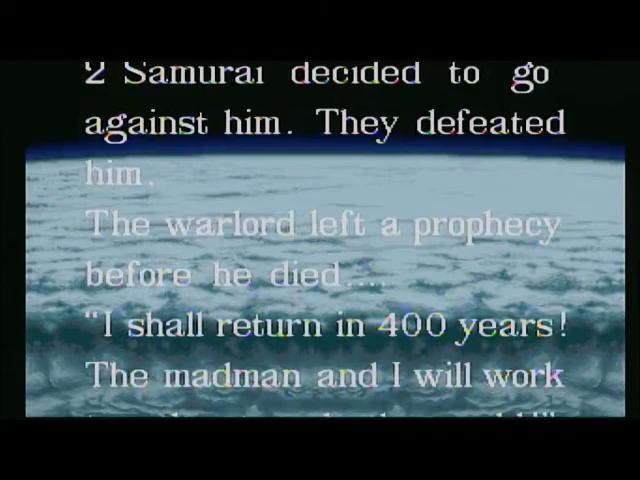 2 Samurai decided to go
against him. They defeated
him.
The warlord left a prophecy
before he died....
"I shall return in 400 years!
The madman and I will work